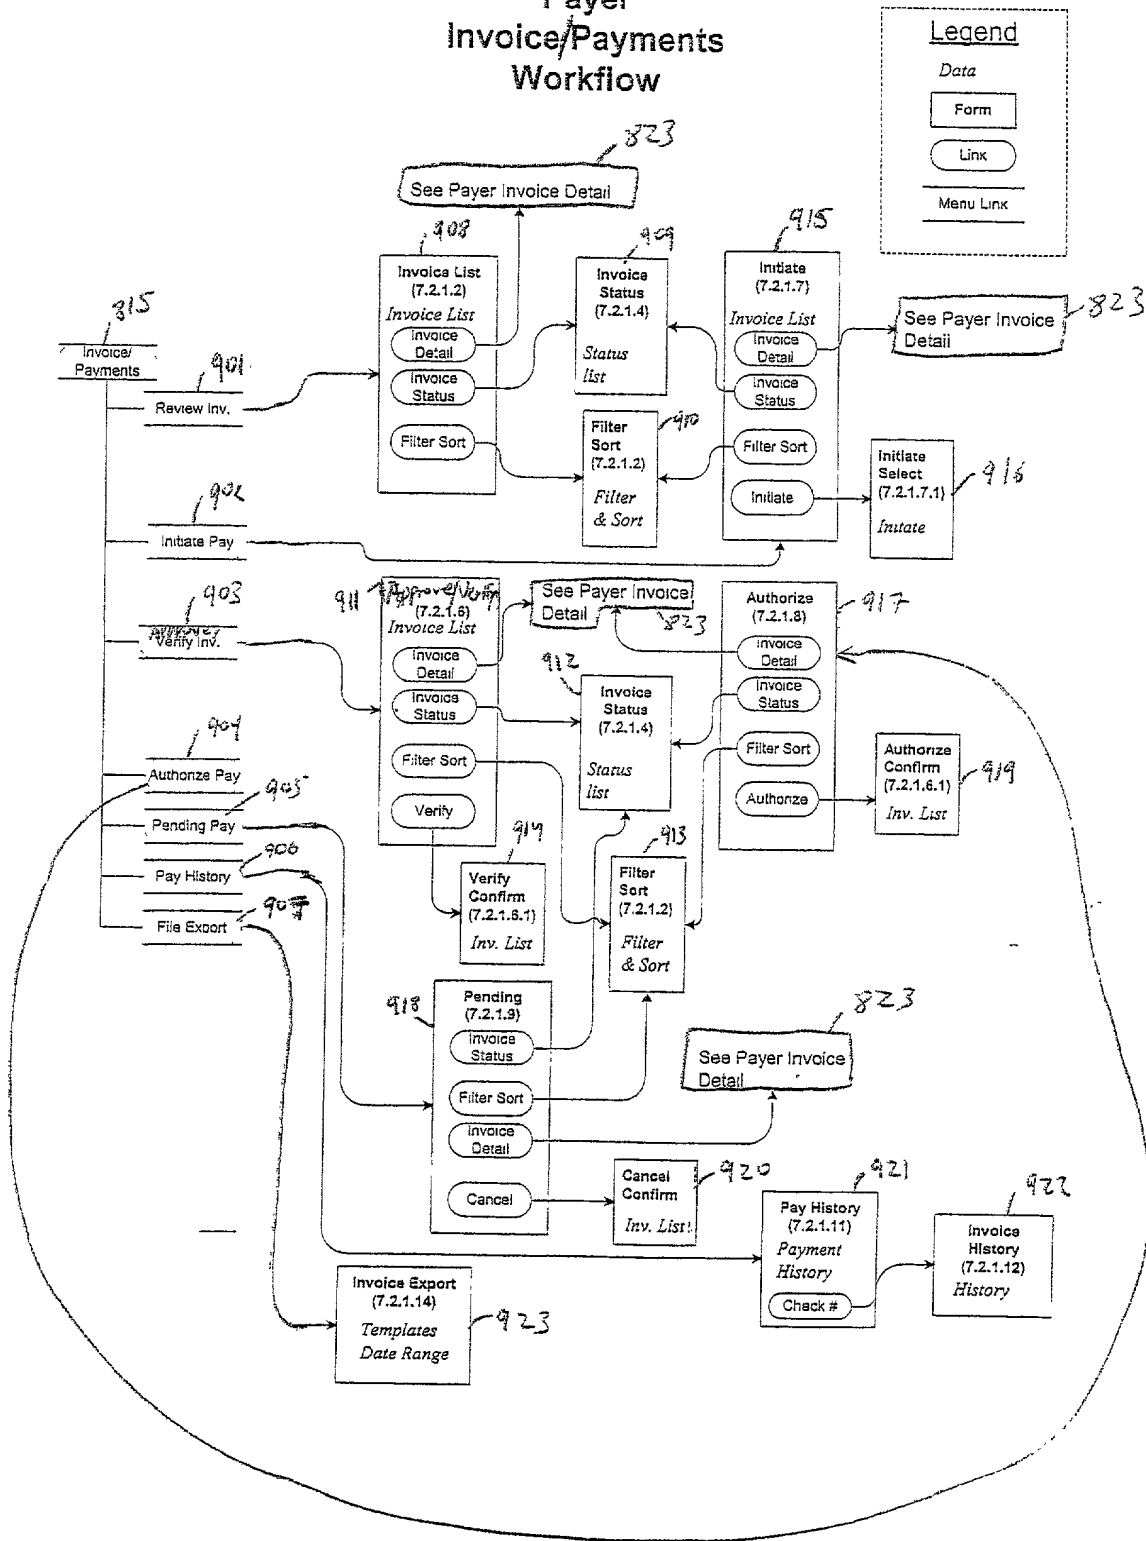 Payer
Invoice/Payments
Workflow
Legend
Data
Form
Link
Menu Link
823
See Payer Invoice Detail
908
Invoice List
(7.2.1.2)
Invoice List
Invoice
Detail
Invoice
Status
Filter Sort
909
Invoice
Status
(7.2.1.4)
Status
list
910
Filter
Sort
(7.2.1.2)
Filter
& Sort
915
Initiate
(7.2.1.7)
Invoice List
Invoice
Detail
Invoice
Status
Filter Sort
Initiate
823
See Payer Invoice
Detail
Initiate
Select
(7.2.1.7.1)
Initate
916
815
Invoice/
Payments
901
Review Inv.
902
Initiate Pay
903
Verify Inv.
904
Authorize Pay
905
Pending Pay
906
Pay History
907
File Export
911
Approve/Verify
(7.2.1.6)
Invoice List
Invoice
Detail
Invoice
Status
Filter Sort
Verify
See Payer Invoice
Detail
823
912
Invoice
Status
(7.2.1.4)
Status
list
Authorize
(7.2.1.8)
917
Invoice
Detail
Invoice
Status
Filter Sort
Authorize
Authorize
Confirm
(7.2.1.6.1)
Inv. List
919
914
Verify
Confirm
(7.2.1.6.1)
Inv. List
913
Filter
Sort
(7.2.1.2)
Filter
& Sort
918
Pending
(7.2.1.9)
Invoice
Status
Filter Sort
Invoice
Detail
Cancel
823
See Payer Invoice
Detail
Cancel
Confirm
Inv. List
920
921
Pay History
(7.2.1.11)
Payment
History
Check #
922
Invoice
History
(7.2.1.12)
History
Invoice Export
(7.2.1.14)
Templates
Date Range
923